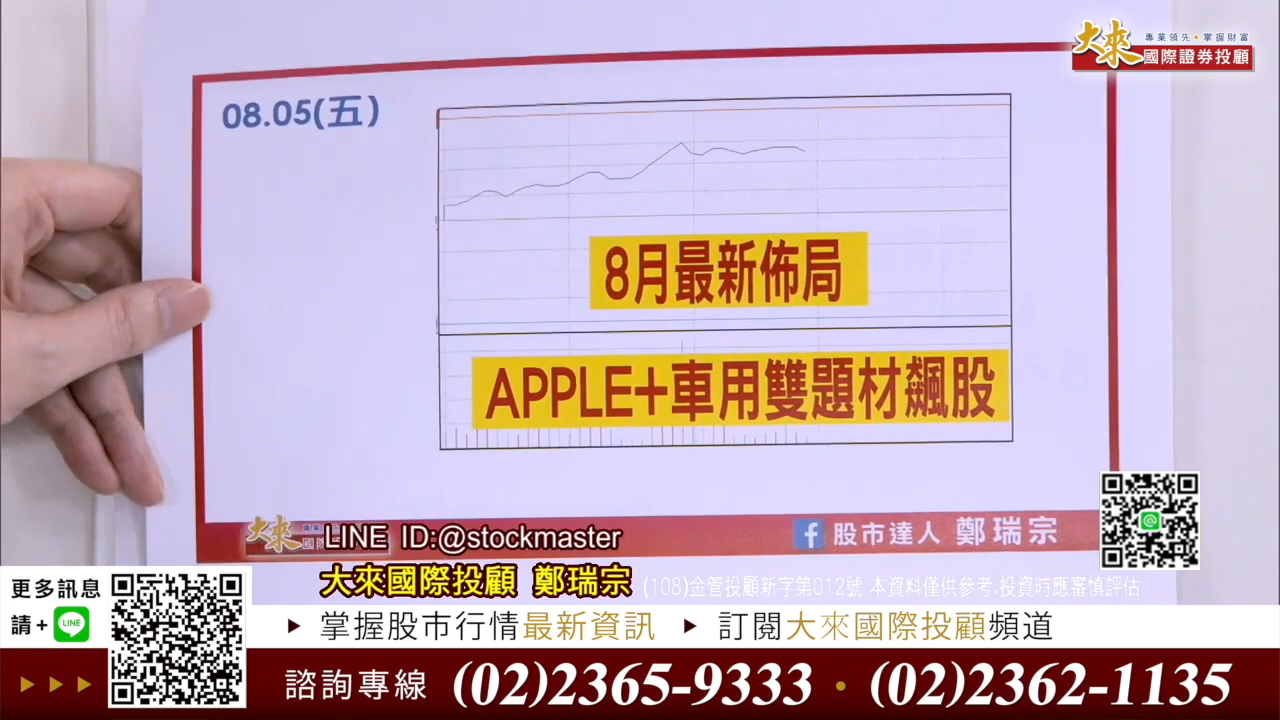 大來 專業領先•掌握財富
國際證券投顧
08.05(五)
8月最新佈局
APPLE+車用雙題材飆股
大來
LINE ID:@stockmaster
股市達人 鄭瑞宗
大來國際投顧 鄭瑞宗 (108)金管投顧新字第012號 本資料僅供參考.投資時應審慎評估
更多訊息
請+ LINE
掌握股市行情最新資訊 訂閱大來國際投顧頻道
諮詢專線 (02)2365-9333 • (02)2362-1135